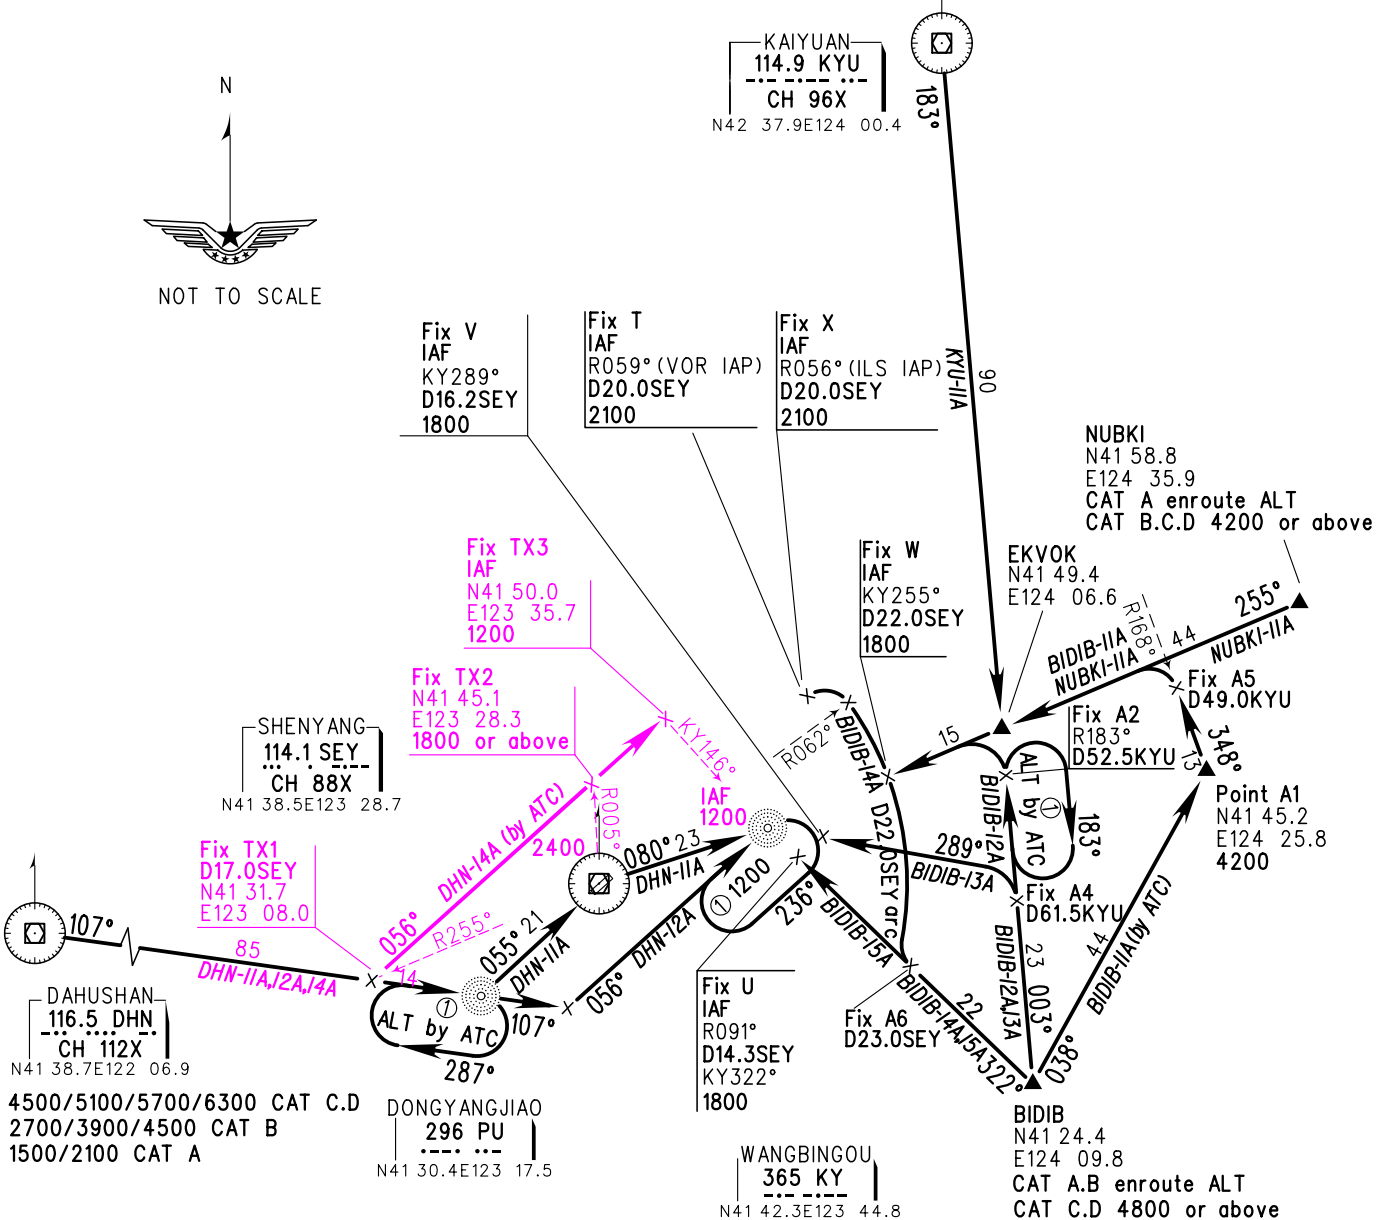 KAIYUAN
114.9 KYU
CH 96X
N42 37.9E124 00.4
183°
N
NOT TO SCALE
KYU-11A
90
Fix V
IAF
KY289°
D16.2SEY
1800
Fix T
IAF
R059° (VOR IAP)
D20.0SEY
2100
Fix X
IAF
R056° (ILS IAP)
D20.0SEY
2100
NUBKI
N41 58.8
E124 35.9
CAT A enroute ALT
CAT B.C.D 4200 or above
Fix W
IAF
KY255°
D22.0SEY
1800
EKVOK
N41 49.4
E124 06.6
R168°
255°
44
BIDIB-11A
NUBKI-11A
NUBKI-11A
Fix TX3
IAF
N41 50.0
E123 35.7
1200
Fix TX2
N41 45.1
E123 28.3
1800 or above
KY146°
Fix A5
D49.0KYU
Fix A2
R183°
D52.5KYU
348°
13
15
R062°
BIDIB-14A D22.0SEY arc
SHENYANG
114.1 SEY
CH 88X
N41 38.5E123 28.7
ALT by ATC
①
183°
BIDIB-12A
Point A1
N41 45.2
E124 25.8
4200
IAF
1200
R005°
2400
DHN-14A (by ATC)
080° 23
DHN-11A
289°
BIDIB-13A
Fix TX1
D17.0SEY
N41 31.7
E123 08.0
① 1200
236°
BIDIB-15A
Fix A4
D61.5KYU
107°
85
DHN-11A,12A,14A
056°
R255°
14
055° 21
DHN-11A
DHN-12A
056°
107°
①
ALT by ATC
287°
23 003°
BIDIB-12A,13A
44
BIDIB-11A(by ATC)
038°
Fix U
IAF
R091°
D14.3SEY
KY322°
1800
Fix A6
D23.0SEY
22
BIDIB-14A,15A
322°
DAHUSHAN
116.5 DHN
CH 112X
N41 38.7E122 06.9
4500/5100/5700/6300 CAT C.D
2700/3900/4500 CAT B
1500/2100 CAT A
DONGYANGJIAO
296 PU
N41 30.4E123 17.5
WANGBINGOU
365 KY
N41 42.3E123 44.8
BIDIB
N41 24.4
E124 09.8
CAT A.B enroute ALT
CAT C.D 4800 or above